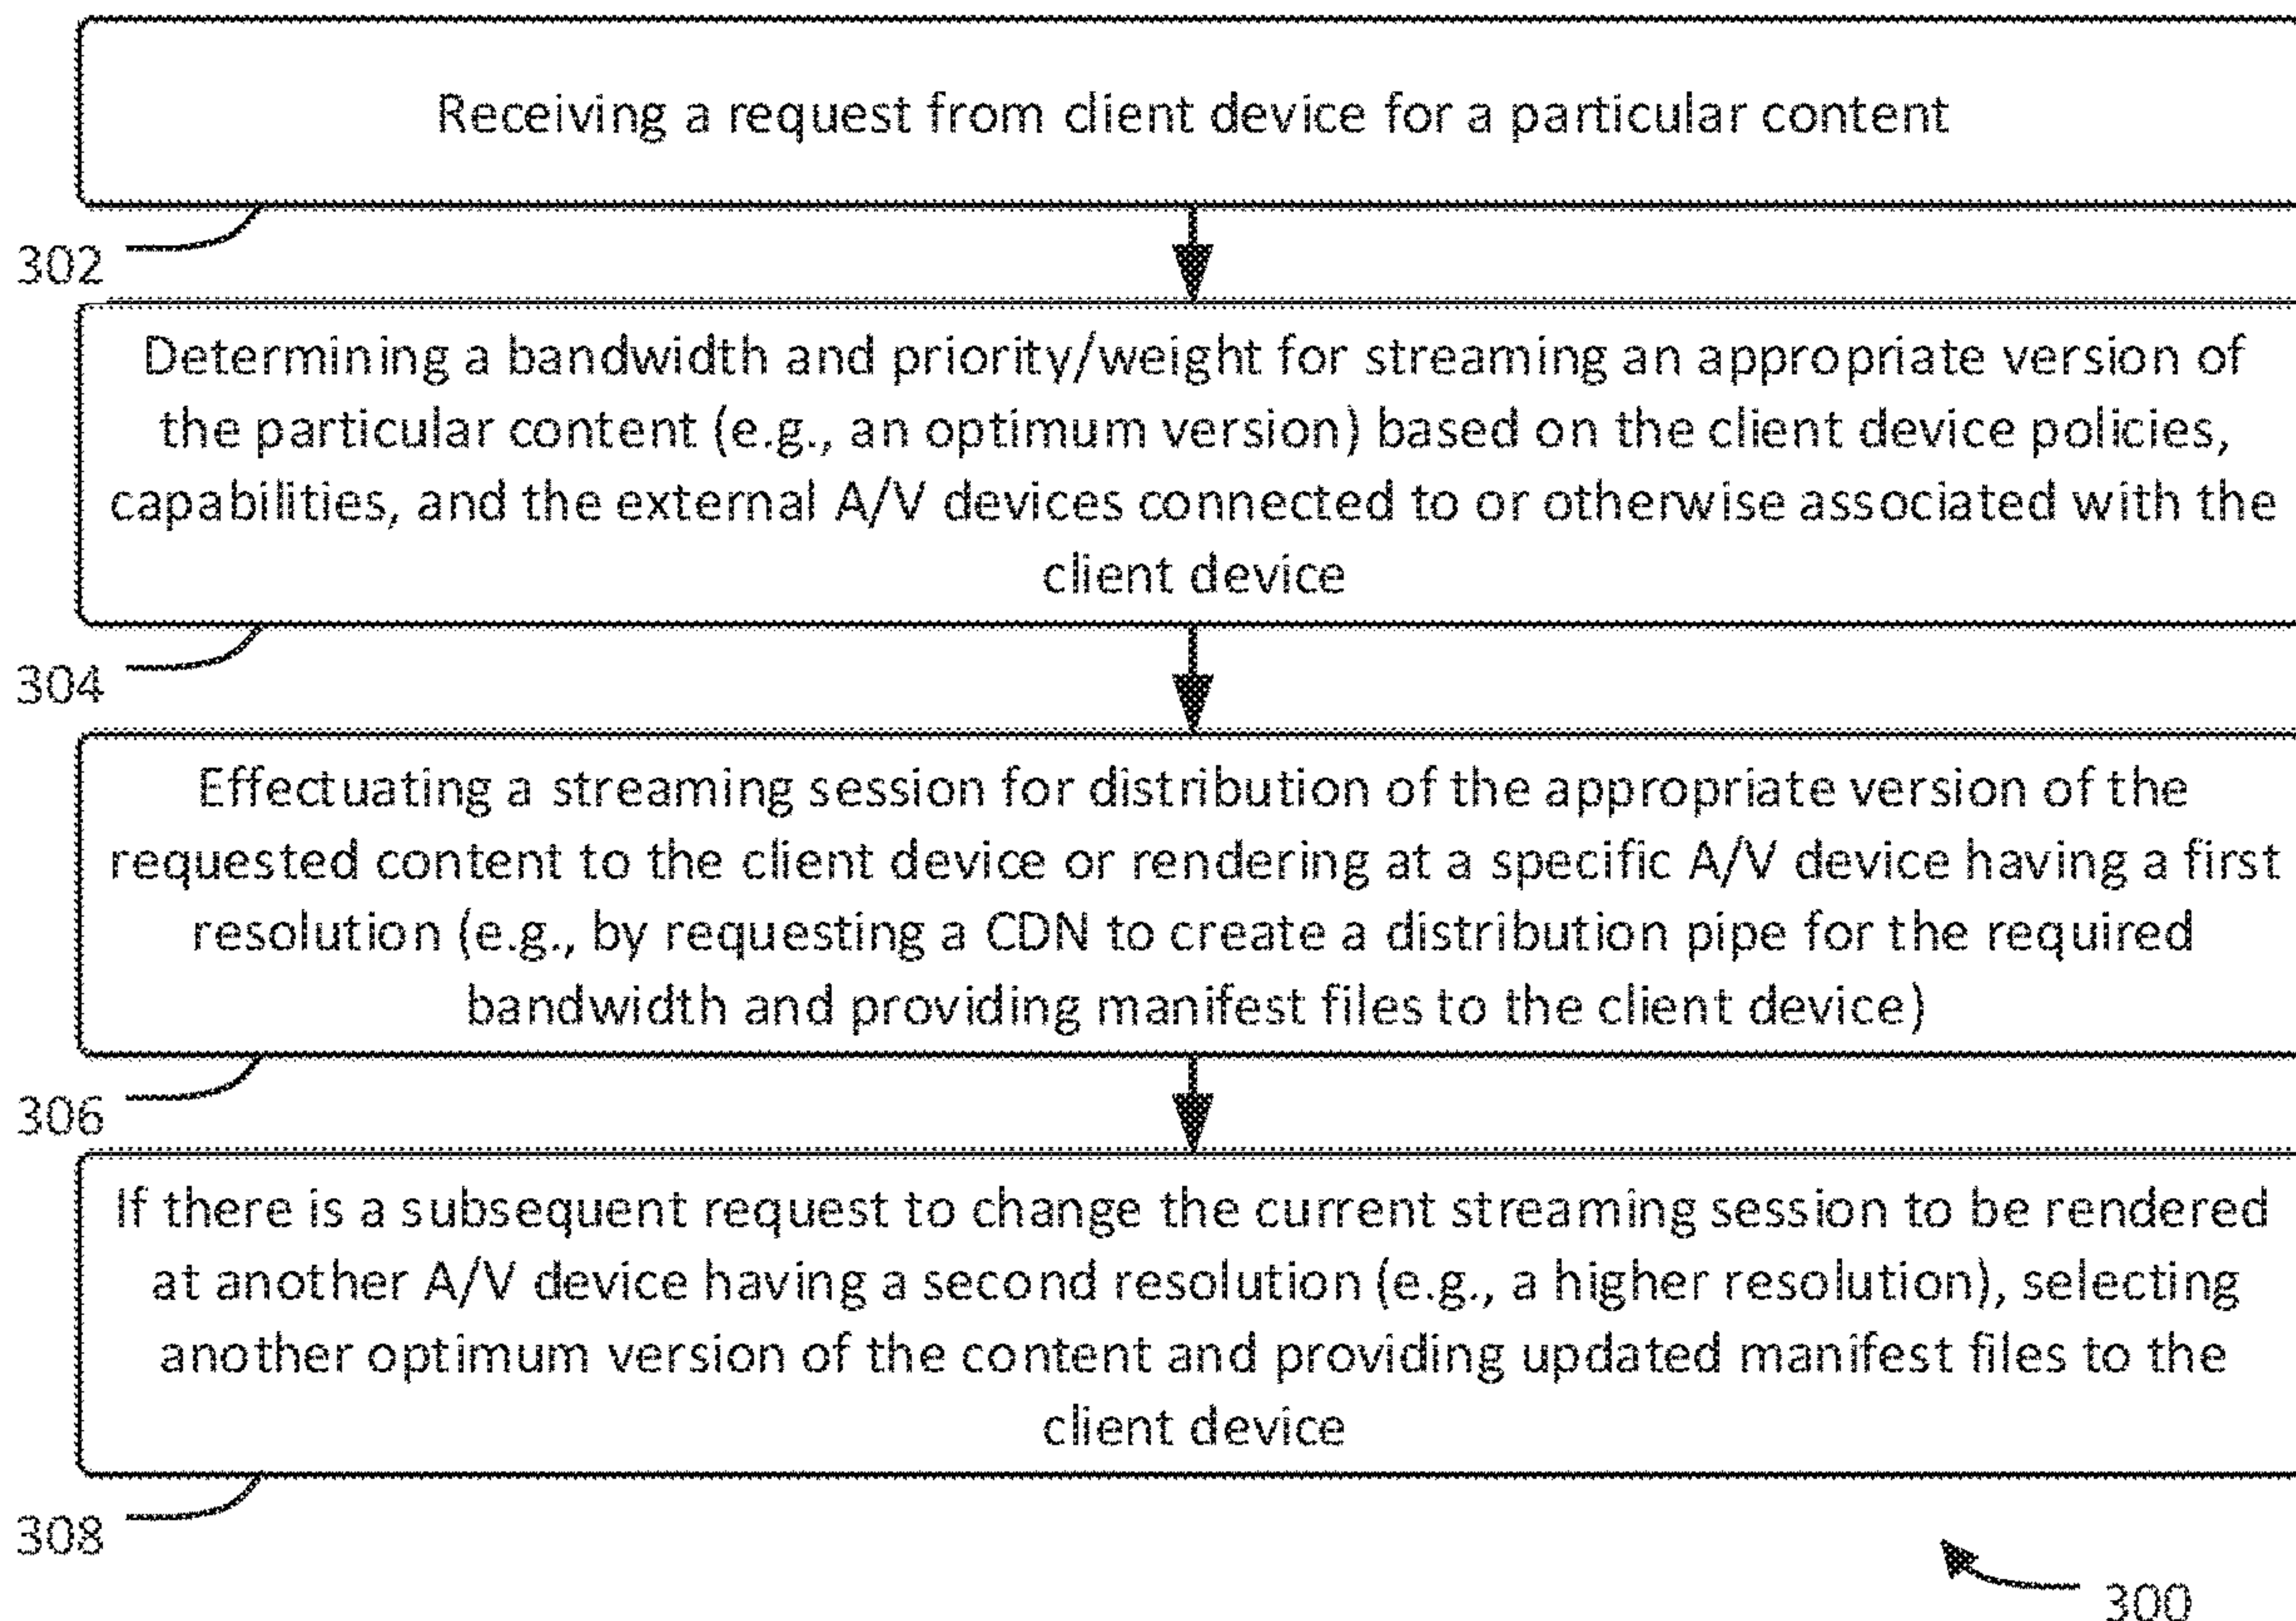 Receiving a request from client device for a particular content
302
Determining a bandwidth and priority/weight for streaming an appropriate version of
the particular content (e.g., an optimum version) based on the client device policies,
capabilities, and the external A/V devices connected to or otherwise associated with the
client device
304
Effectuating a streaming session for distribution of the appropriate version of the
requested content to the client device or rendering at a specific A/V device having a first
resolution (e.g., by requesting a CDN to create a distribution pipe for the required
bandwidth and providing manifest files to the client device)
306
If there is a subsequent request to change the current streaming session to be rendered
at another A/V device having a second resolution (e.g., a higher resolution), selecting
another optimum version of the content and providing updated manifest files to the
client device
308
300